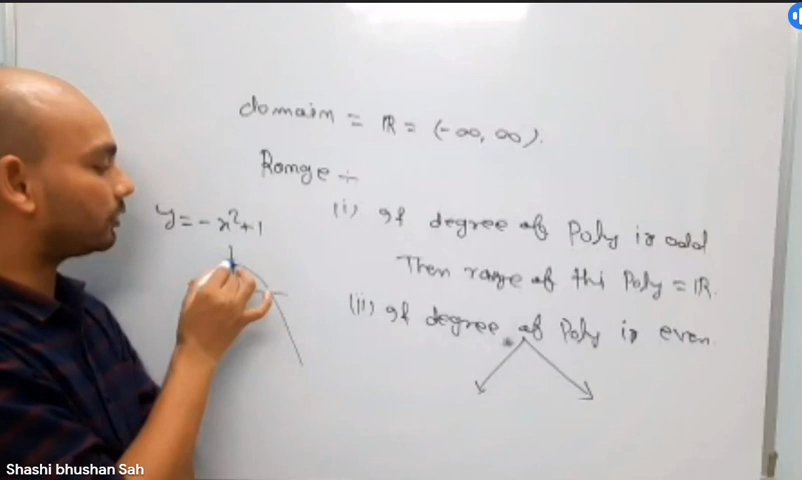 domain = ℝ = (-∞, ∞).
Range :-
y = -x²+1
(i) If degree of Poly is odd
Then range of this Poly = ℝ.
(ii) If degree of Poly is even.
Shashi bhushan Sah